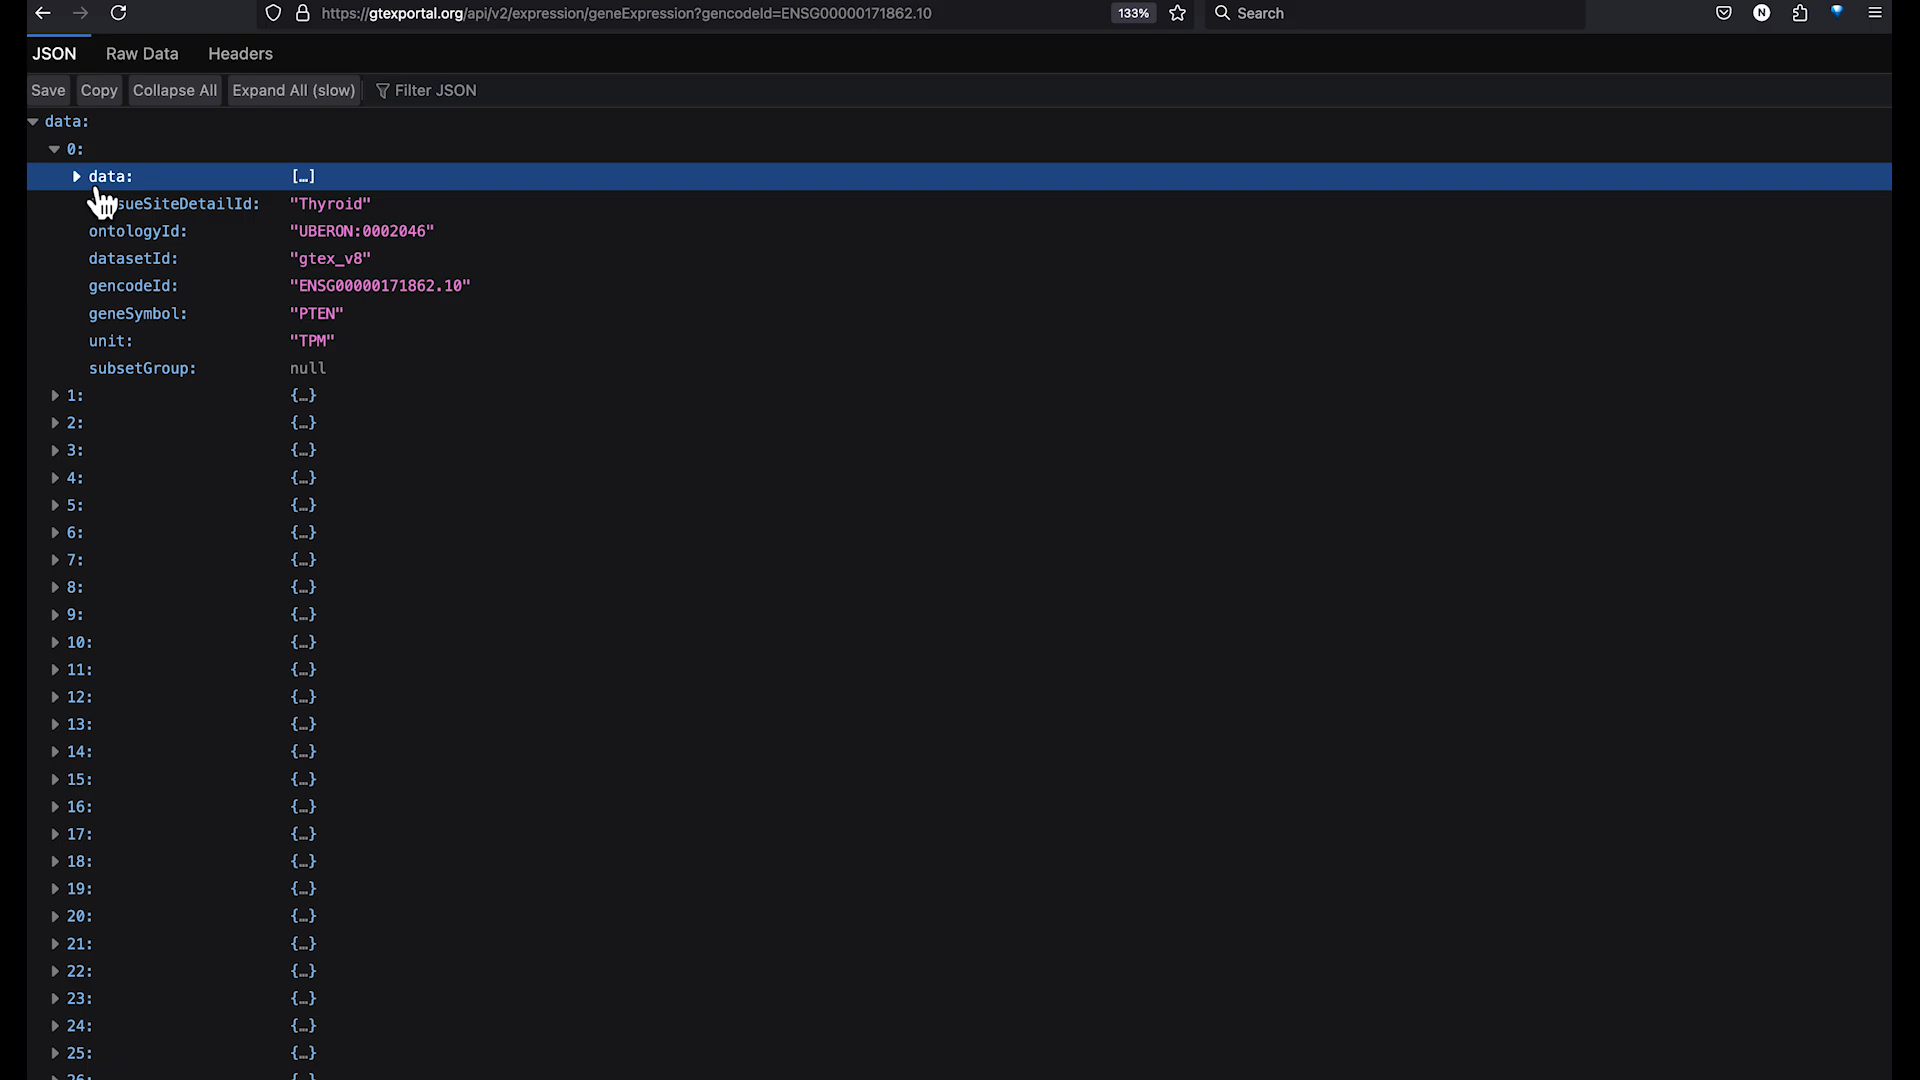 https://gtexportal.org/api/v2/expression/geneExpression?gencodeId=ENSG00000171862.10 133% Search N
JSON Raw Data Headers
Save Copy Collapse All Expand All (slow) Filter JSON
data:
0:
data: […]
sueSiteDetailId: "Thyroid"
ontologyId: "UBERON:0002046"
datasetId: "gtex_v8"
gencodeId: "ENSG00000171862.10"
geneSymbol: "PTEN"
unit: "TPM"
subsetGroup: null
1: {…}
2: {…}
3: {…}
4: {…}
5: {…}
6: {…}
7: {…}
8: {…}
9: {…}
10: {…}
11: {…}
12: {…}
13: {…}
14: {…}
15: {…}
16: {…}
17: {…}
18: {…}
19: {…}
20: {…}
21: {…}
22: {…}
23: {…}
24: {…}
25: {…}
26: {…}